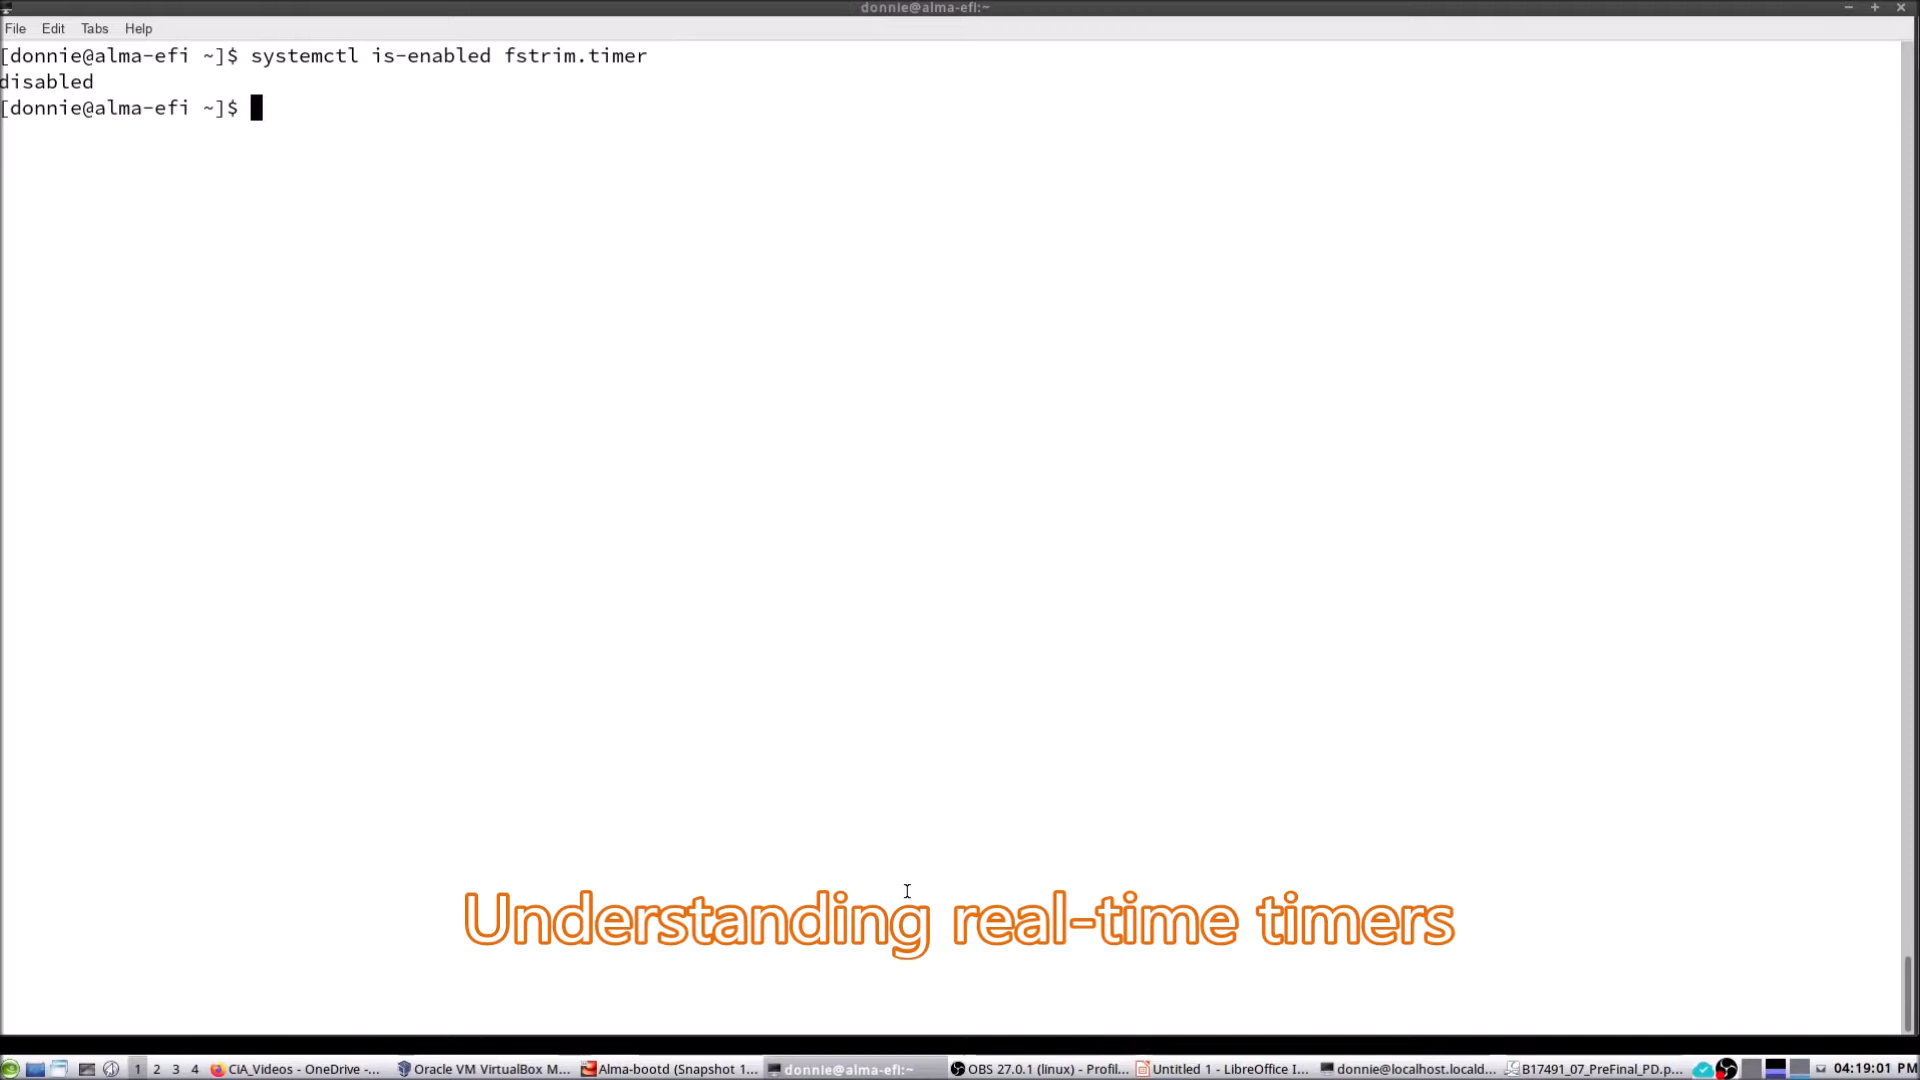 donnie@alma-efi:~
File Edit Tabs Help
[donnie@alma-efi ~]$ systemctl is-enabled fstrim.timer
disabled
[donnie@alma-efi ~]$
Understanding real-time timers
1 2 3 4 CiA_Videos - OneDrive -... Oracle VM VirtualBox M... Alma-bootd (Snapshot 1... donnie@alma-efi:~ OBS 27.0.1 (linux) - Profil... Untitled 1 - LibreOffice I... donnie@localhost.locald... B17491_07_PreFinal_PD.p... 04:19:01 PM